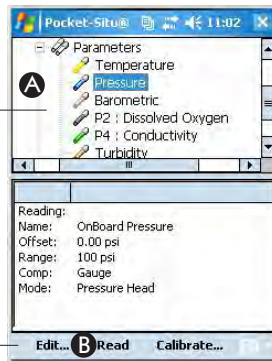 Pocket-Situ® 11:02
Parameters
Temperature
A
Pressure
Barometric
P2 : Dissolved Oxygen
P4 : Conductivity
Turbidity
Reading:
Name: OnBoard Pressure
Offset: 0.00 psi
Range: 100 psi
Comp: Gauge
Mode: Pressure Head
Edit... B Read Calibrate...